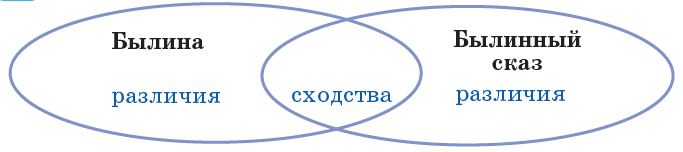 Былина
Былинный
сказ
различия
сходства
различия